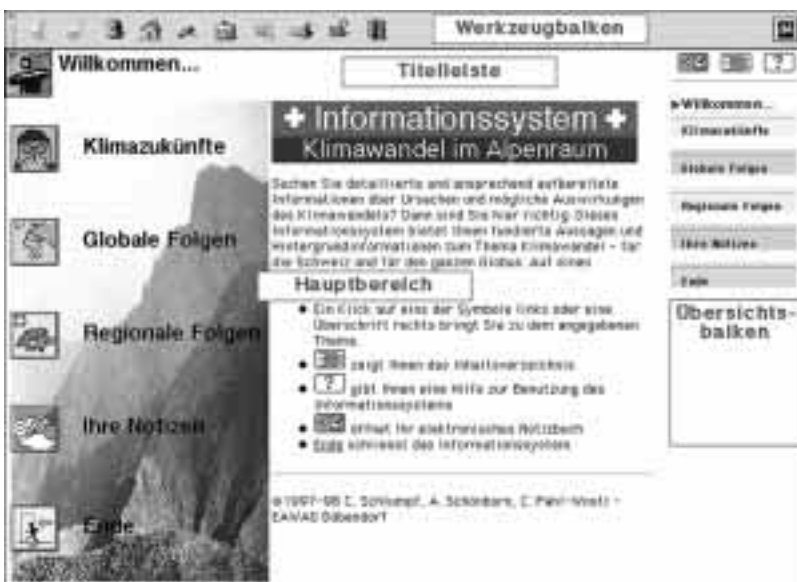 Werkzeugbalken
Willkommen...
Titelleiste
Informationssystem
Klimawandel im Alpenraum
Klimazukünfte
Globale Folgen
Regionale Folgen
Ihre Notizen
Ende
Suchen Sie detaillierte und ansprechend aufbereitete
Informationen über Ursachen und mögliche Auswirkungen
des Klimawandels? Dann sind Sie hier richtig! Dieses
Informationssystem bietet Ihnen fundierte Aussagen und
Hintergrundinformationen zum Thema Klimawandel - für
die Schweiz und für den ganzen Globus. Auf einen
Hauptbereich
Ein Klick auf eins der Symbole links oder eine
Überschrift rechts bringt Sie zu dem angegebenen
Thema.
zeigt Ihnen das Inhaltsverzeichnis
? gibt Ihnen eine Hilfe zur Benutzung des
Informationssystems
öffnet Ihr elektronisches Notizbuch
Ende schliesst das Informationssystem
© 1997-98 C. Schlumpf, A. Schönborn, C. Pahl-Wostl -
EAWAG Dübendorf
?
Willkommen...
Klimazukünfte
Globale Folgen
Regionale Folgen
Ihre Notizen
Ende
Übersichts-
balken